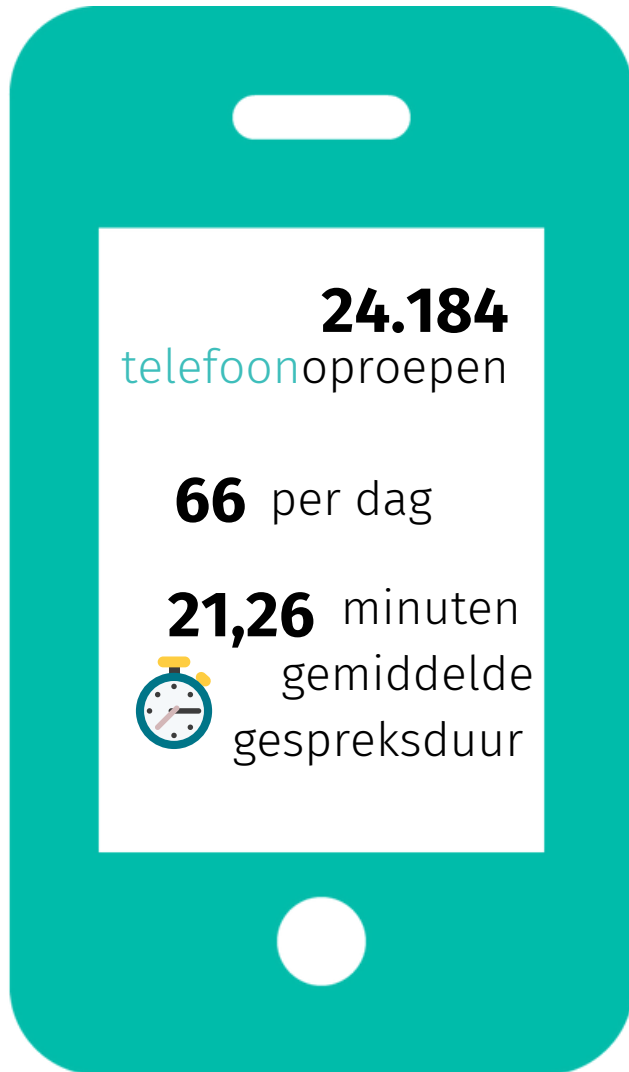 24.184
telefoonoproepen
66 per dag
21,26 minuten
gemiddelde
gespreksduur